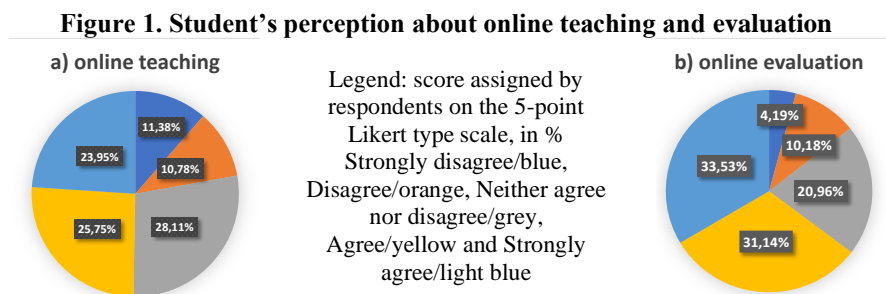 Figure 1. Student's perception about online teaching and evaluation
a) online teaching
11,38%
10,78%
28,11%
25,75%
23,95%
Legend: score assigned by
respondents on the 5-point
Likert type scale, in %
Strongly disagree/blue,
Disagree/orange, Neither agree
nor disagree/grey,
Agree/yellow and Strongly
agree/light blue
b) online evaluation
4,19%
10,18%
20,96%
31,14%
33,53%